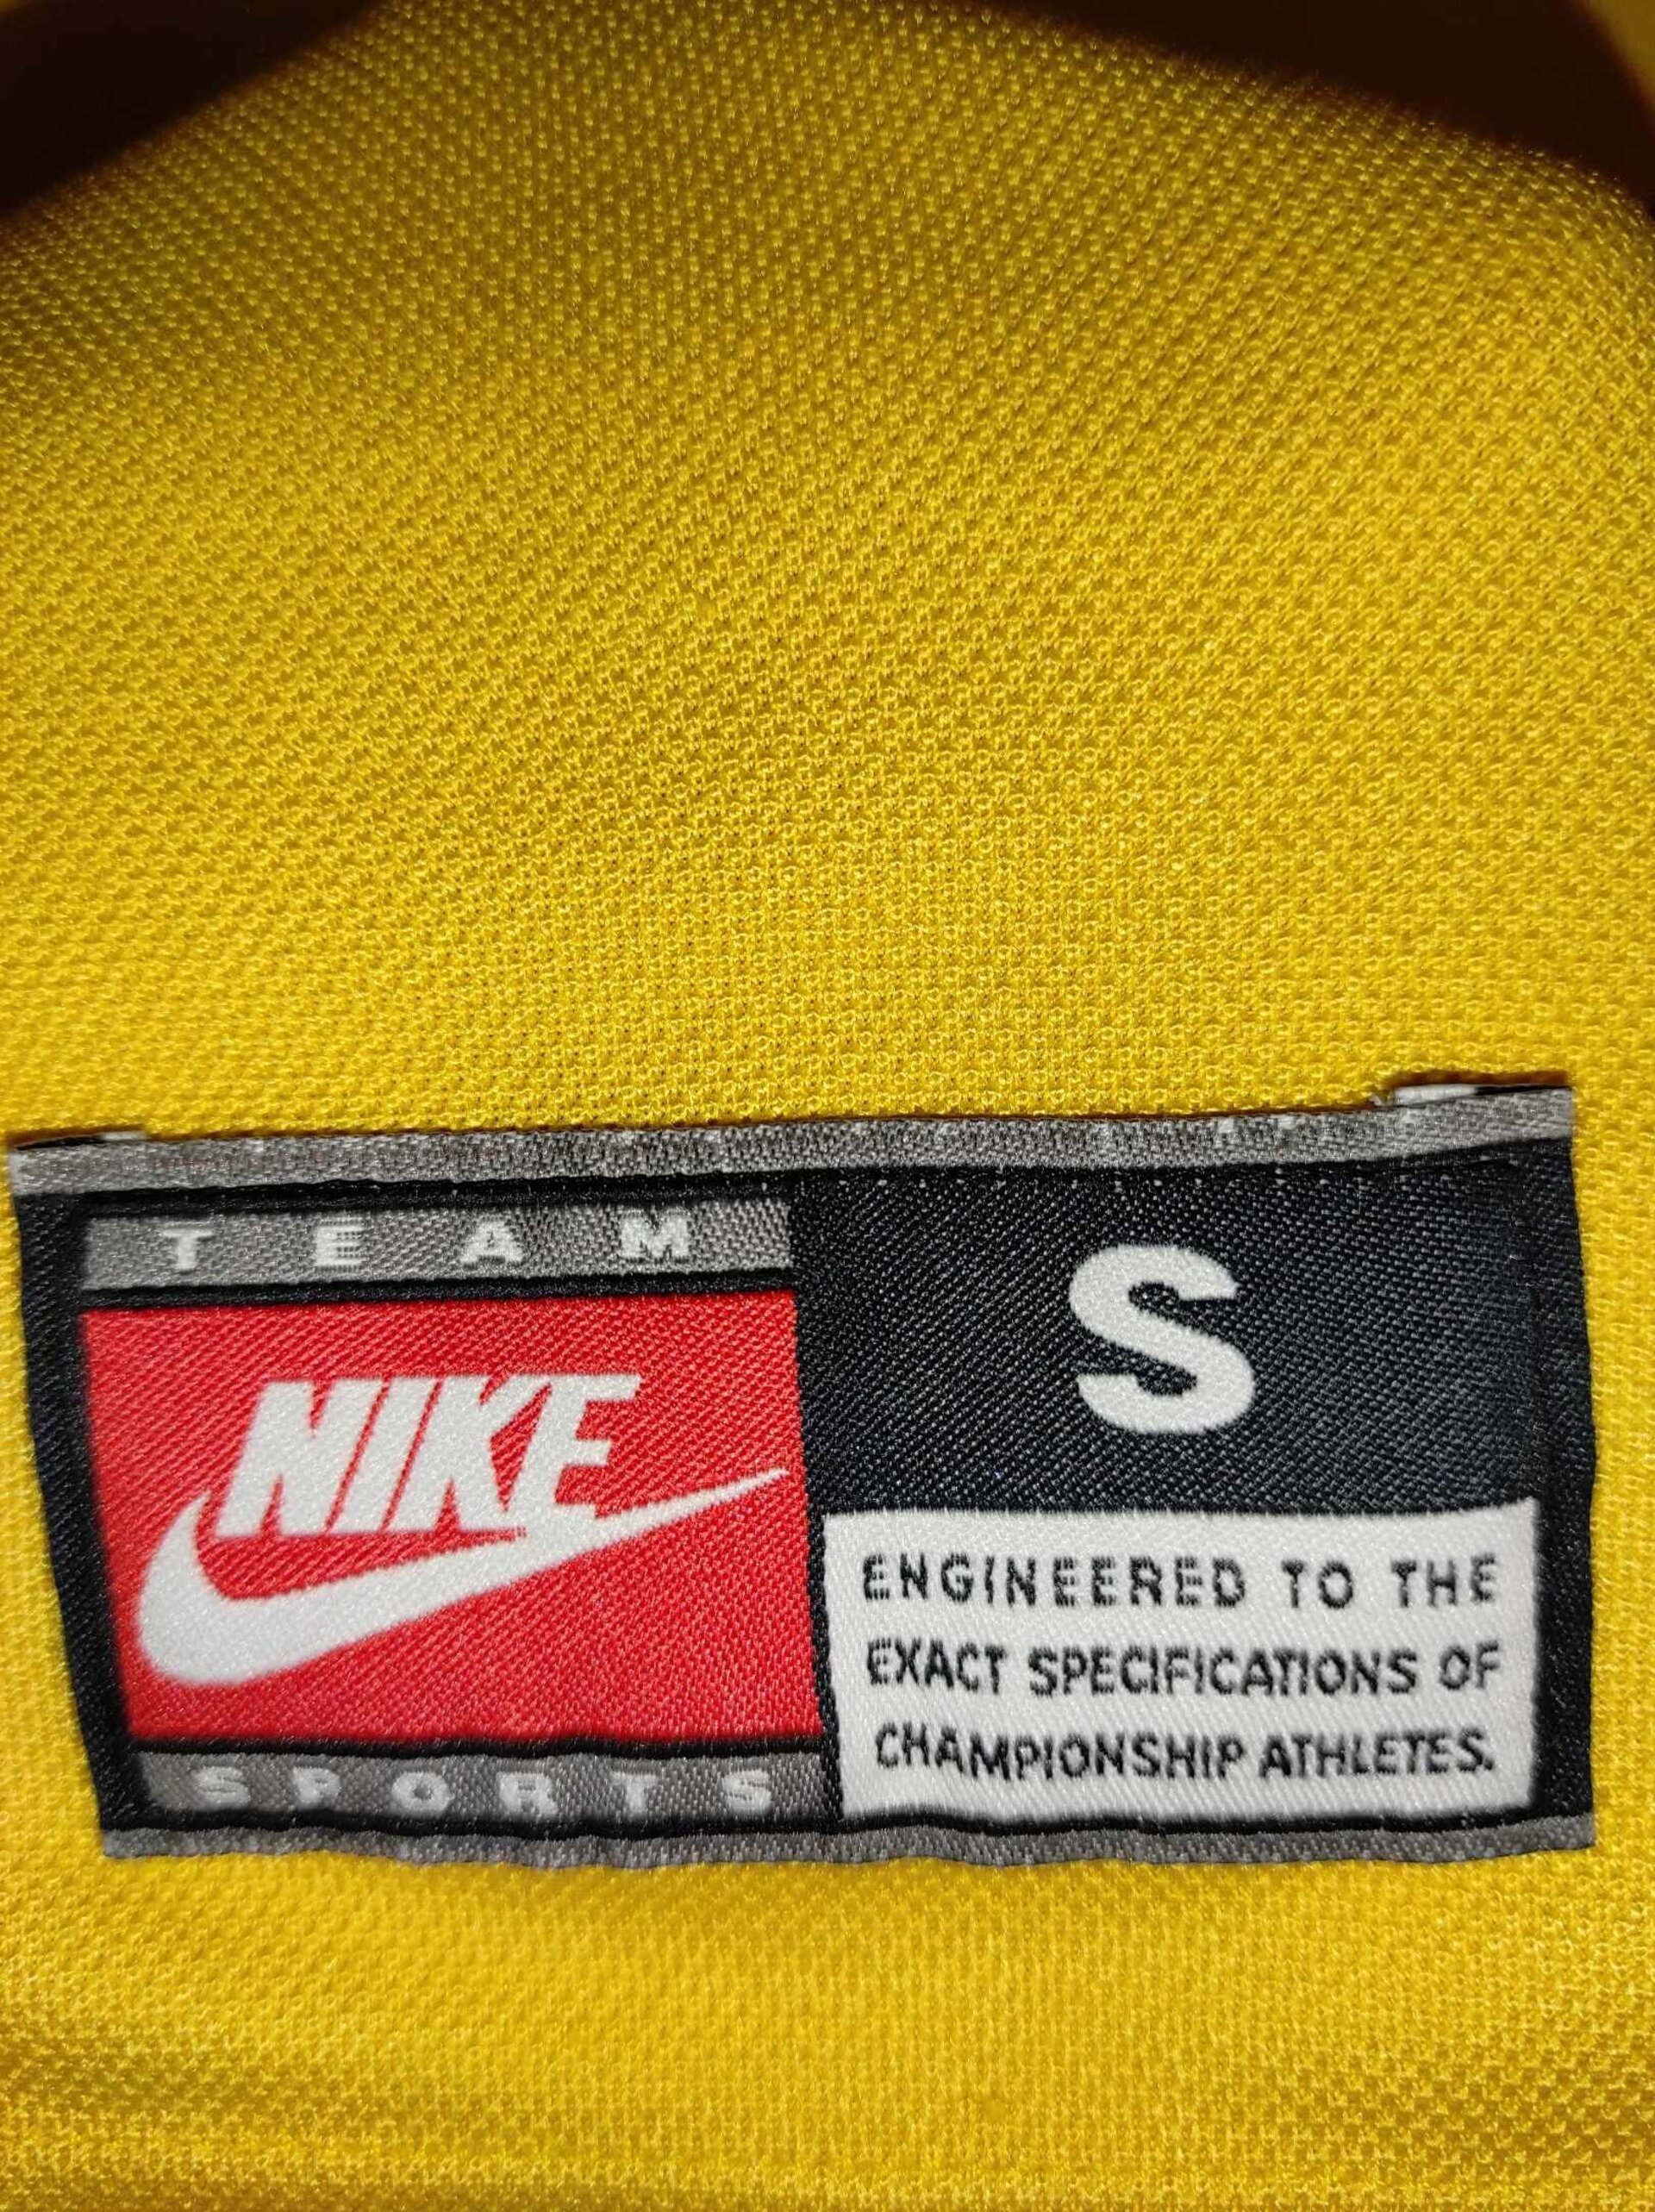 TEAM
NIKE
SPORTS
S
ENGINEERED TO THE
EXACT SPECIFICATIONS OF
CHAMPIONSHIP ATHLETES.